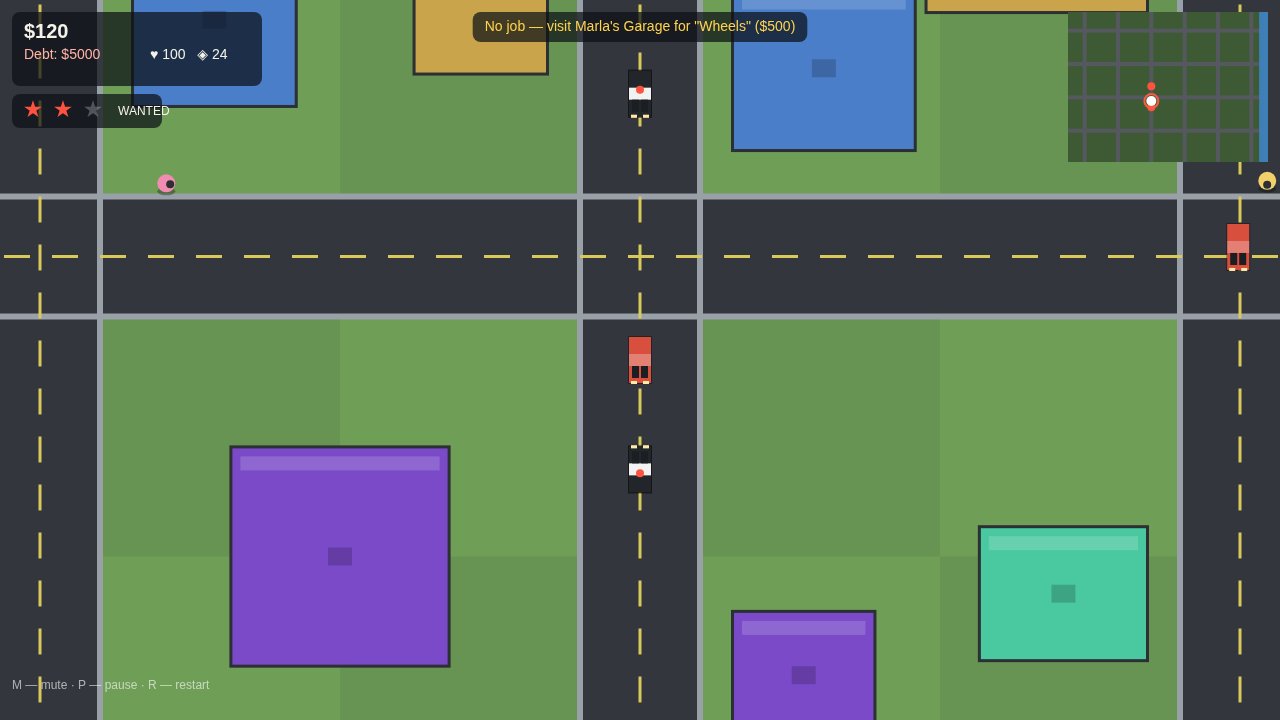 $120
Debt: $5000 ♥ 100 ◈ 24
★ ★ ★ WANTED
No job — visit Marla's Garage for "Wheels" ($500)
M — mute · P — pause · R — restart